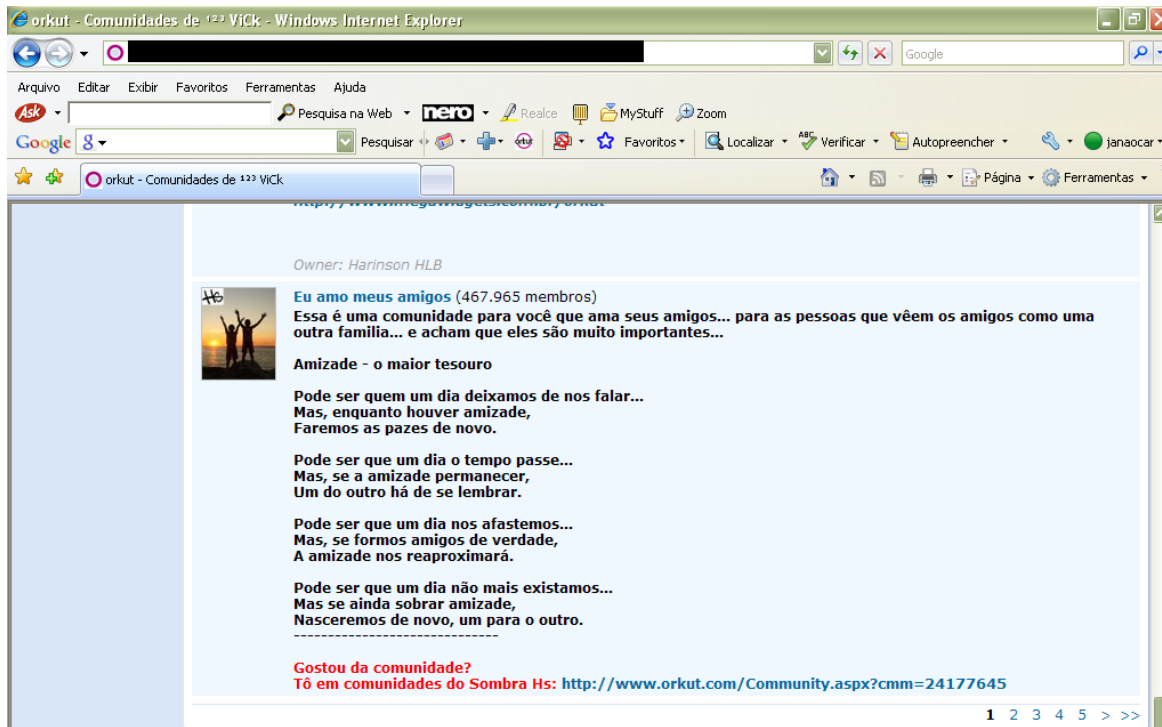 orkut - Comunidades de ¹²³ ViCk - Windows Internet Explorer
Google
Arquivo Editar Exibir Favoritos Ferramentas Ajuda
Ask Pesquisa na Web nero Realce MyStuff Zoom
Google g Pesquisar orkut Favoritos Localizar ABC Verificar Autopreencher janaocar
orkut - Comunidades de ¹²³ ViCk Página Ferramentas
Owner: Harinson HLB
Hs
Eu amo meus amigos (467.965 membros)
Essa é uma comunidade para você que ama seus amigos... para as pessoas que vêem os amigos como uma
outra familia... e acham que eles são muito importantes...
Amizade - o maior tesouro
Pode ser quem um dia deixamos de nos falar...
Mas, enquanto houver amizade,
Faremos as pazes de novo.
Pode ser que um dia o tempo passe...
Mas, se a amizade permanecer,
Um do outro há de se lembrar.
Pode ser que um dia nos afastemos...
Mas, se formos amigos de verdade,
A amizade nos reaproximará.
Pode ser que um dia não mais existamos...
Mas se ainda sobrar amizade,
Nasceremos de novo, um para o outro.
------------------------------
Gostou da comunidade?
Tô em comunidades do Sombra Hs: http://www.orkut.com/Community.aspx?cmm=24177645
1 2 3 4 5 > >>